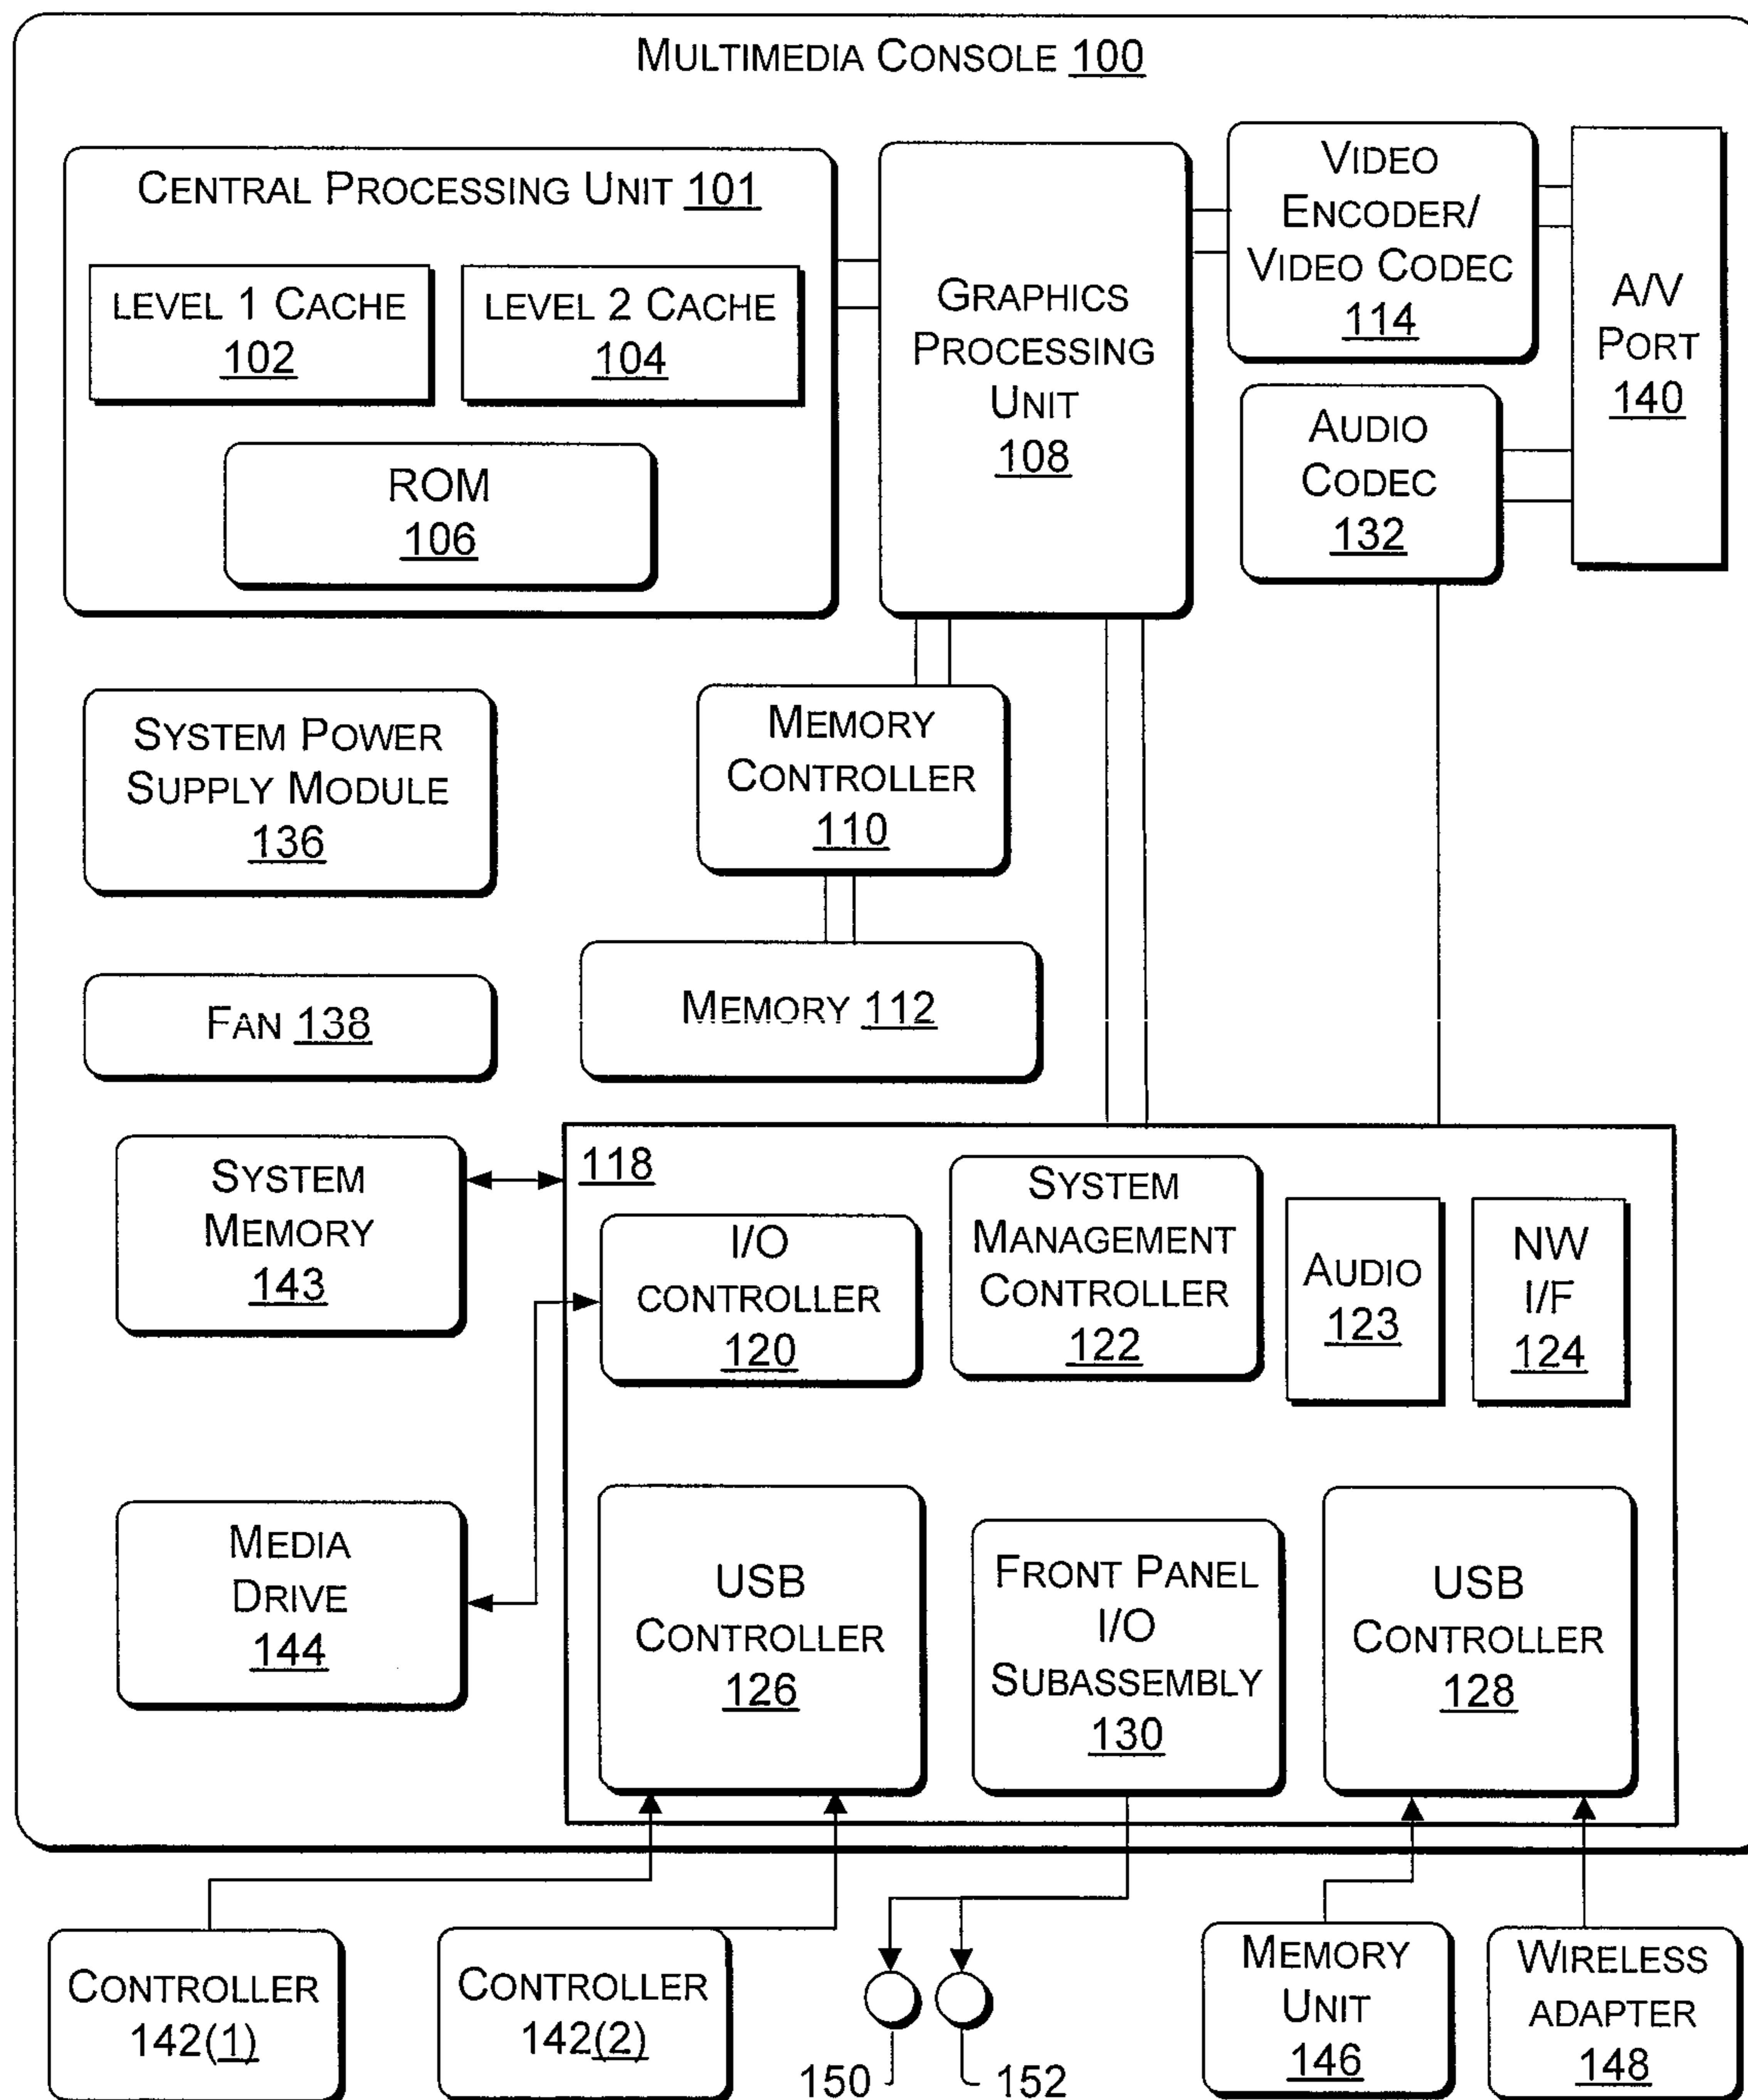 MULTIMEDIA CONSOLE 100
CENTRAL PROCESSING UNIT 101
LEVEL 1 CACHE
102
LEVEL 2 CACHE
104
ROM
106
GRAPHICS
PROCESSING
UNIT
108
VIDEO
ENCODER/
VIDEO CODEC
114
AUDIO
CODEC
132
A/V
PORT
140
SYSTEM POWER
SUPPLY MODULE
136
MEMORY
CONTROLLER
110
FAN 138
MEMORY 112
SYSTEM
MEMORY
143
118
I/O
CONTROLLER
120
SYSTEM
MANAGEMENT
CONTROLLER
122
AUDIO
123
NW
I/F
124
MEDIA
DRIVE
144
USB
CONTROLLER
126
FRONT PANEL
I/O
SUBASSEMBLY
130
USB
CONTROLLER
128
CONTROLLER
142(1)
CONTROLLER
142(2)
150
152
MEMORY
UNIT
146
WIRELESS
ADAPTER
148